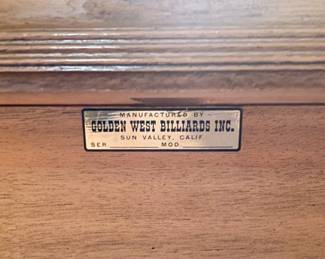 MANUFACTURED BY
GOLDEN WEST BILLIARDS INC.
SUN VALLEY, CALIF.
SER. MOD.